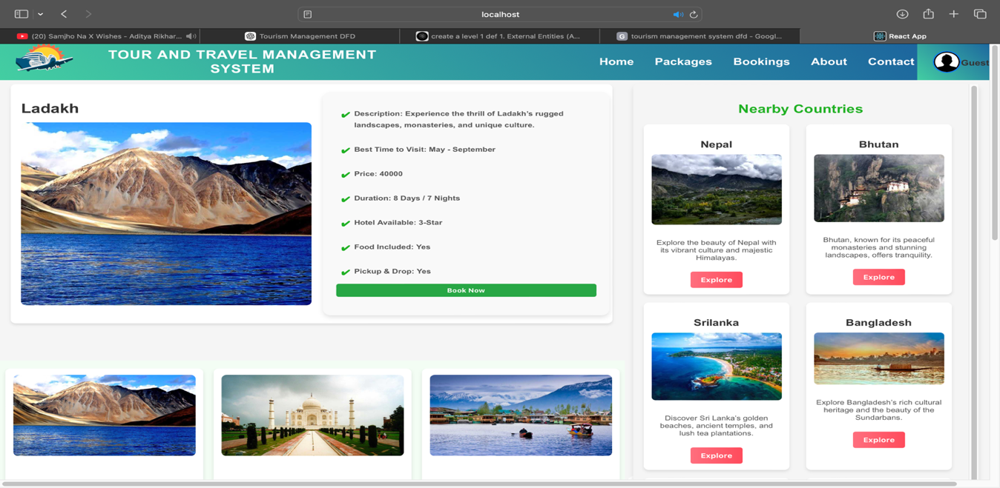 localhost
(20) Samjho Na X Wishes - Aditya Rikhar...
Tourism Management DFD
create a level 1 def 1. External Entities (A...
tourism management system dfd - Googl...
React App
TOUR AND TRAVEL MANAGEMENT
SYSTEM
Home
Packages
Bookings
About
Contact
Guest
Ladakh
Description: Experience the thrill of Ladakh's rugged
landscapes, monasteries, and unique culture.
Best Time to Visit: May - September
Price: 40000
Duration: 8 Days / 7 Nights
Hotel Available: 3-Star
Food Included: Yes
Pickup & Drop: Yes
Book Now
Nearby Countries
Nepal
Explore the beauty of Nepal with
its vibrant culture and majestic
Himalayas.
Explore
Bhutan
Bhutan, known for its peaceful
monasteries and stunning
landscapes, offers tranquility.
Explore
Srilanka
Discover Sri Lanka's golden
beaches, ancient temples, and
lush tea plantations.
Explore
Bangladesh
Explore Bangladesh's rich cultural
heritage and the beauty of the
Sundarbans.
Explore